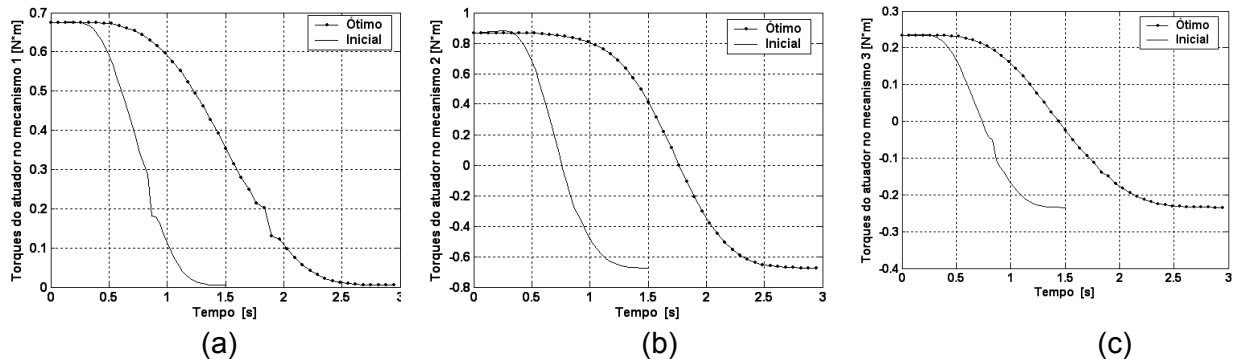 Torques do atuador no mecanismo 1 [N*m]
0.7
0.6
0.5
0.4
0.3
0.2
0.1
0
0 0.5 1 1.5 2 2.5 3
Tempo [s]
Ótimo
Inicial
(a)
Torques do atuador no mecanismo 2 [N*m]
1
0.8
0.6
0.4
0.2
0
-0.2
-0.4
-0.6
-0.8
0 0.5 1 1.5 2 2.5 3
Tempo [s]
Ótimo
Inicial
(b)
Torques do atuador no mecanismo 3 [N*m]
0.3
0.2
0.1
0
-0.1
-0.2
-0.3
-0.4
0 0.5 1 1.5 2 2.5 3
Tempo [s]
Ótimo
Inicial
(c)